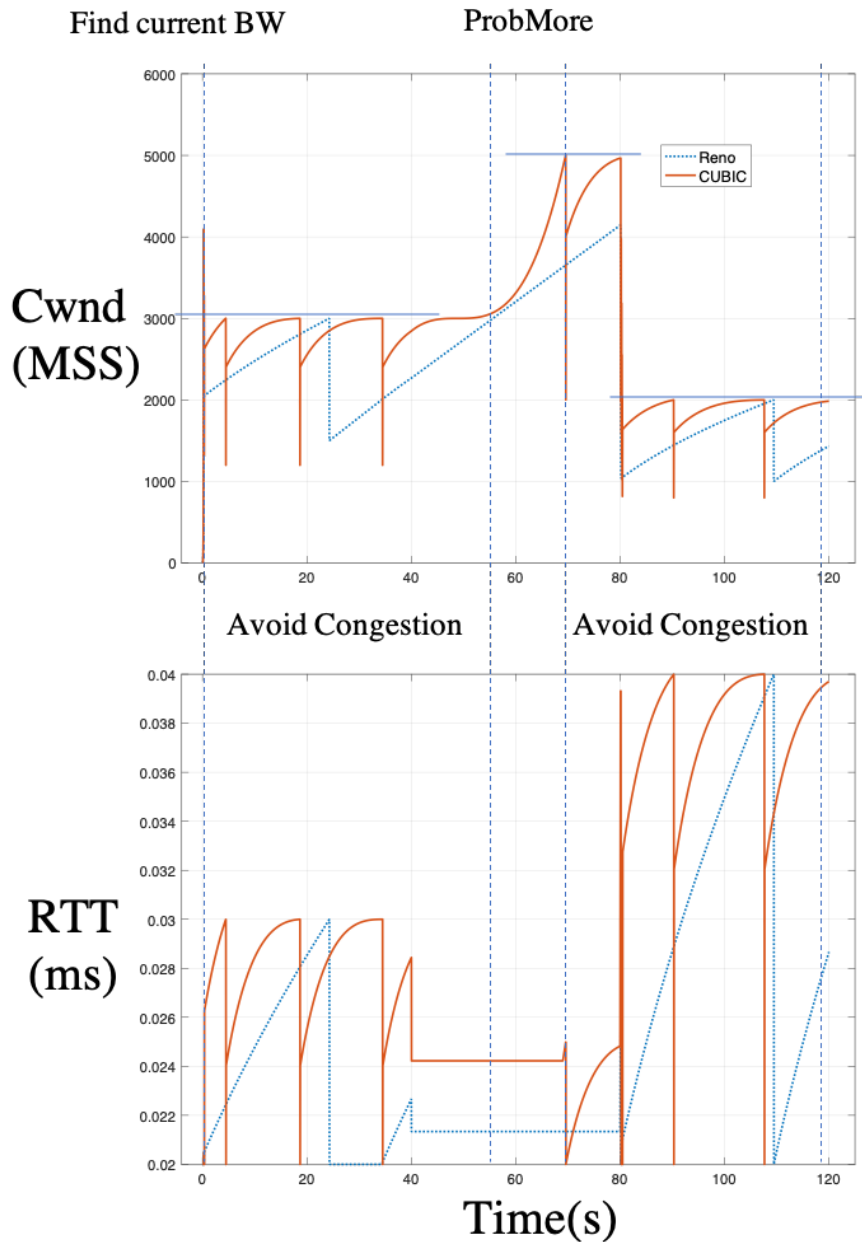 Find current BW ProbMore
6000
5000
4000
3000
2000
1000
0
Reno
CUBIC
Cwnd
(MSS)
0 20 40 60 80 100 120
Avoid Congestion Avoid Congestion
0.04
0.038
0.036
0.034
0.032
0.03
0.028
0.026
0.024
0.022
0.02
RTT
(ms)
0 20 40 60 80 100 120
Time(s)